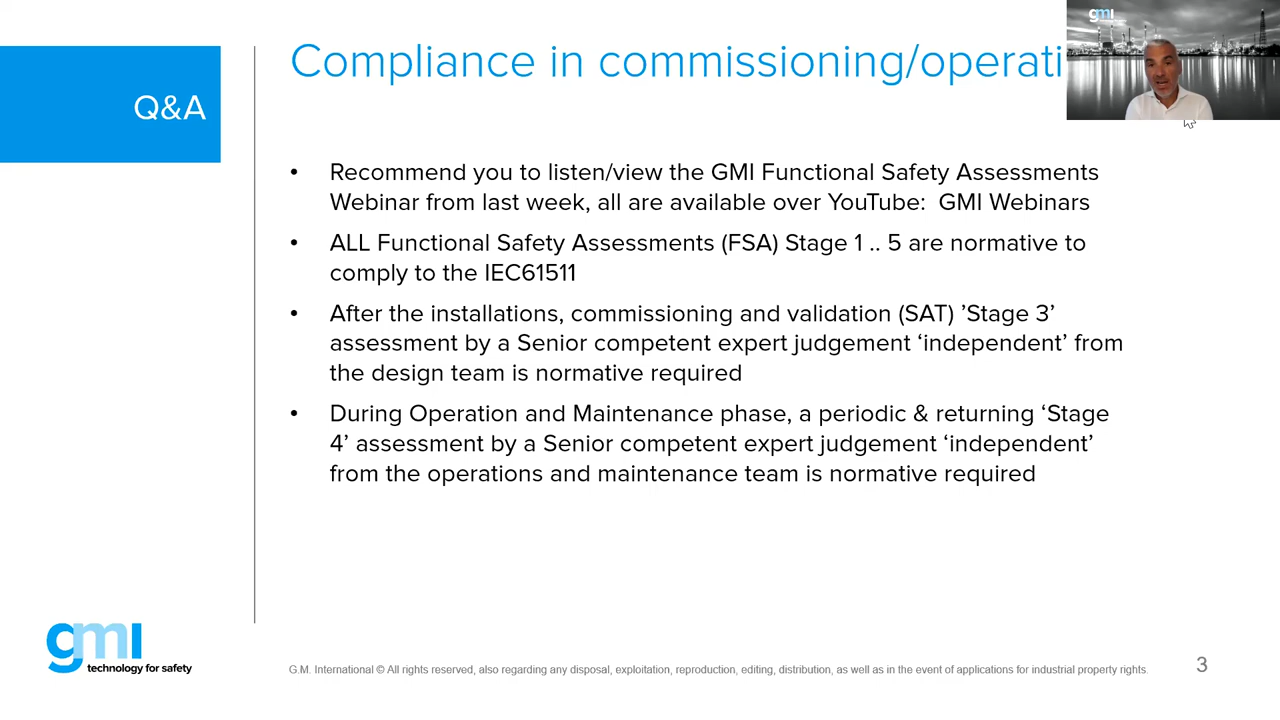 Compliance in commissioning/operati
gmi
Q&A
• Recommend you to listen/view the GMI Functional Safety Assessments
Webinar from last week, all are available over YouTube: GMI Webinars
• ALL Functional Safety Assessments (FSA) Stage 1 .. 5 are normative to
comply to the IEC61511
• After the installations, commissioning and validation (SAT) ’Stage 3’
assessment by a Senior competent expert judgement ‘independent’ from
the design team is normative required
• During Operation and Maintenance phase, a periodic & returning ‘Stage
4’ assessment by a Senior competent expert judgement ‘independent’
from the operations and maintenance team is normative required
gmi
technology for safety
G.M. International © All rights reserved, also regarding any disposal, exploitation, reproduction, editing, distribution, as well as in the event of applications for industrial property rights.
3